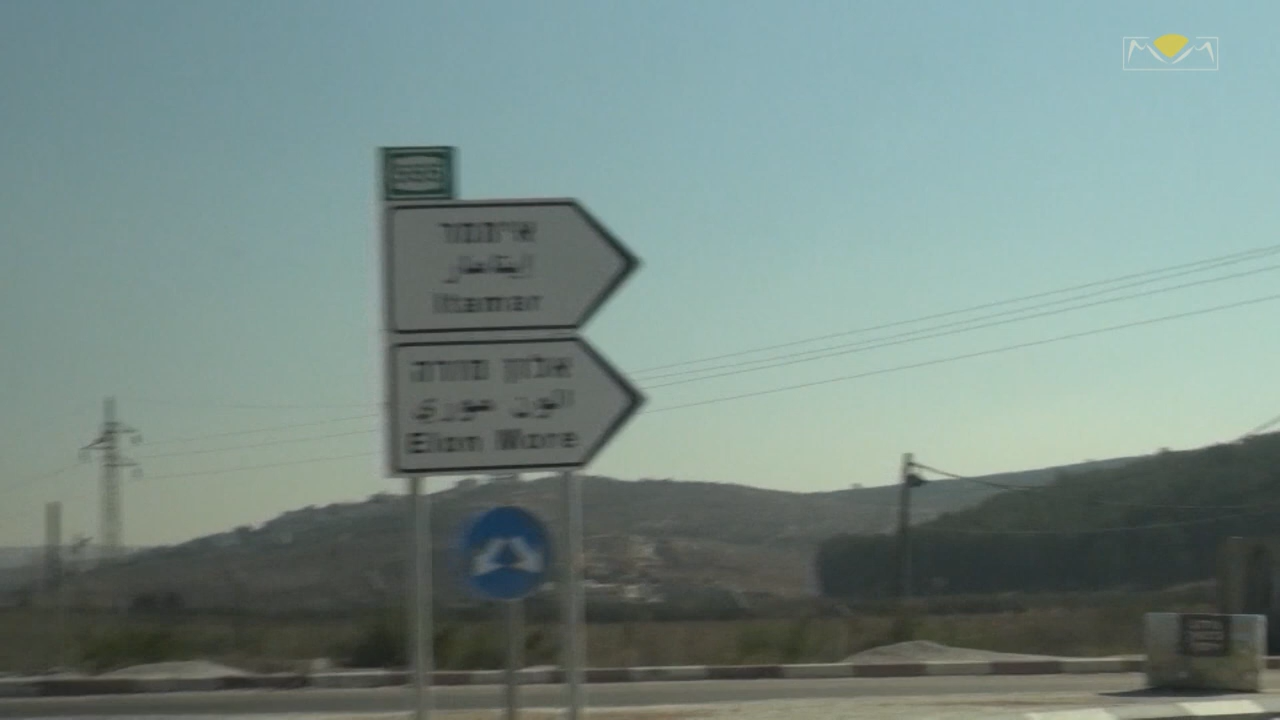 איתמר
ايتمار
Itamar
אלון מורה
الون موريه
Elon More